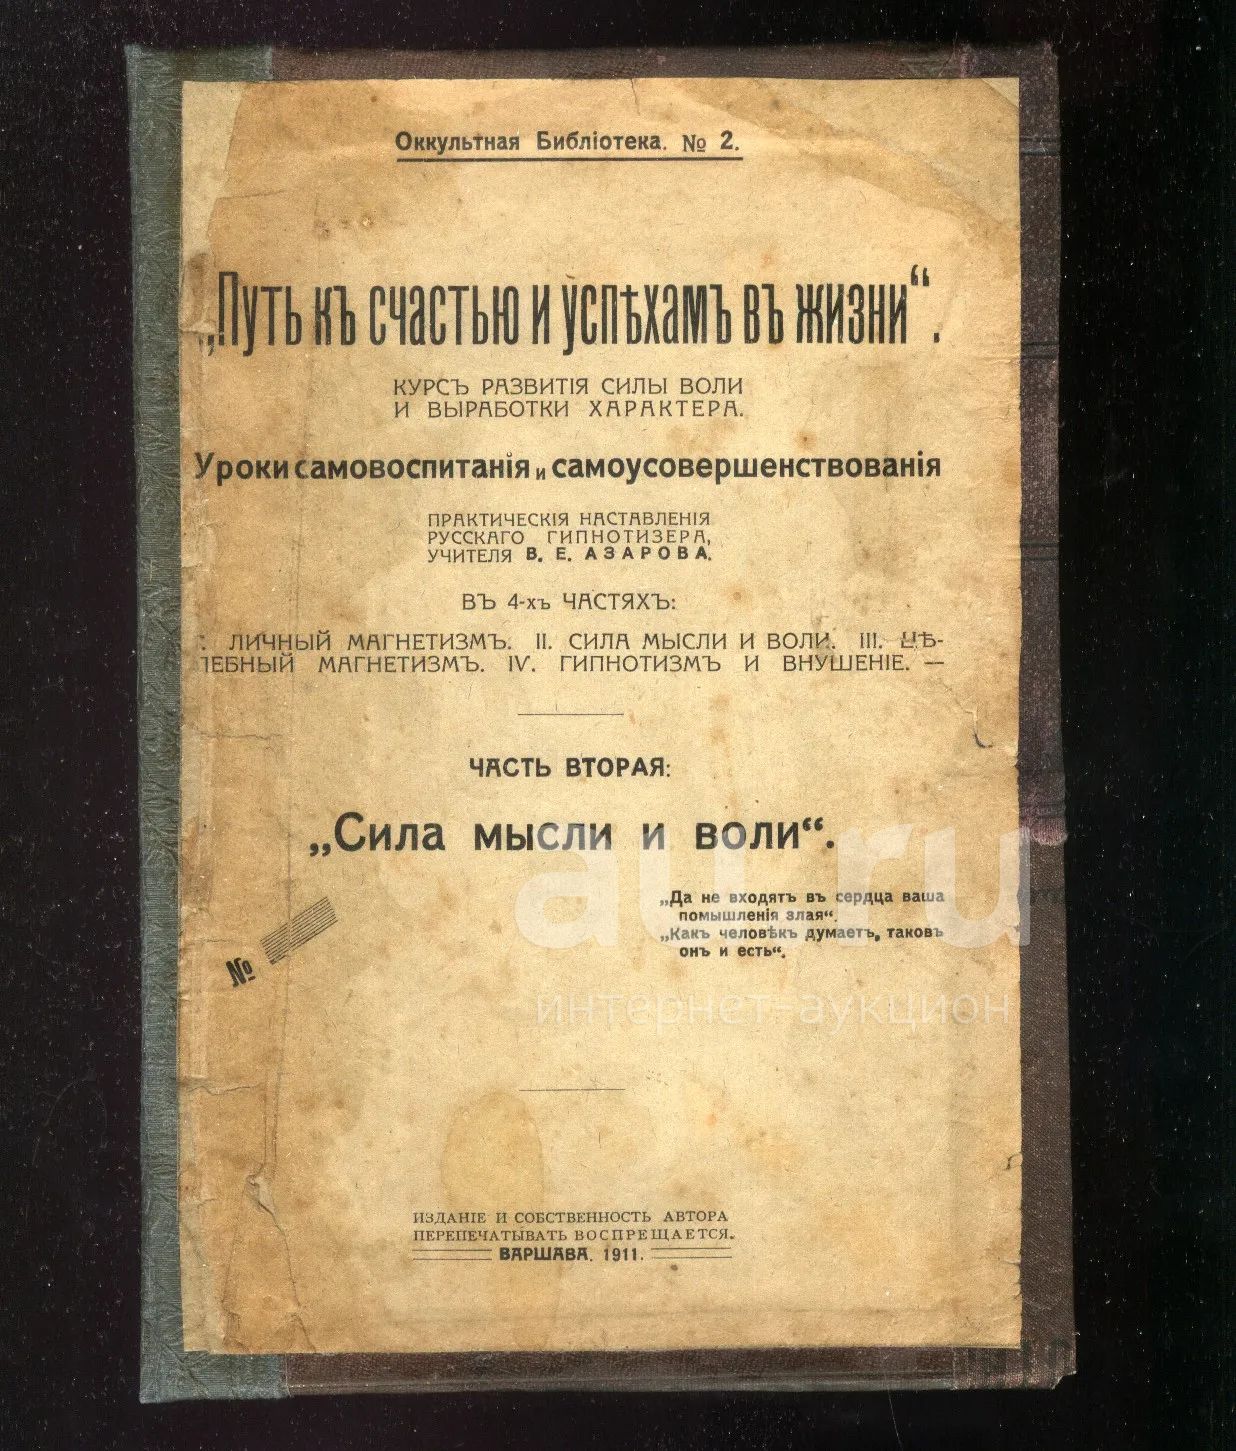 Оккультная Библіотека. № 2.
„Путь къ счастью и успѣхамъ въ жизни“.
КУРСЪ РАЗВИТІЯ СИЛЫ ВОЛИ
И ВЫРАБОТКИ ХАРАКТЕРА.
Уроки самовоспитанія и самоусовершенствованія
ПРАКТИЧЕСКІЯ НАСТАВЛЕНІЯ
РУССКАГО ГИПНОТИЗЕРА,
УЧИТЕЛЯ В. Е. АЗАРОВА.
ВЪ 4-хъ ЧАСТЯХЪ:
ЛИЧНЫЙ МАГНЕТИЗМЪ. II. СИЛА МЫСЛИ И ВОЛИ. III. ЦѢ-
ЛЕБНЫЙ МАГНЕТИЗМЪ. IV. ГИПНОТИЗМЪ И ВНУШЕНІЕ. —
ЧАСТЬ ВТОРАЯ:
„Сила мысли и воли“.
„Да не входятъ въ сердца ваша
помышленія злая“.
„Какъ человѣкъ думаетъ, таковъ
онъ и есть“.
№
au.ru
интернет-аукцион
ИЗДАНІЕ И СОБСТВЕННОСТЬ АВТОРА
ПЕРЕПЕЧАТЫВАТЬ ВОСПРЕЩАЕТСЯ.
ВАРШАВА. 1911.